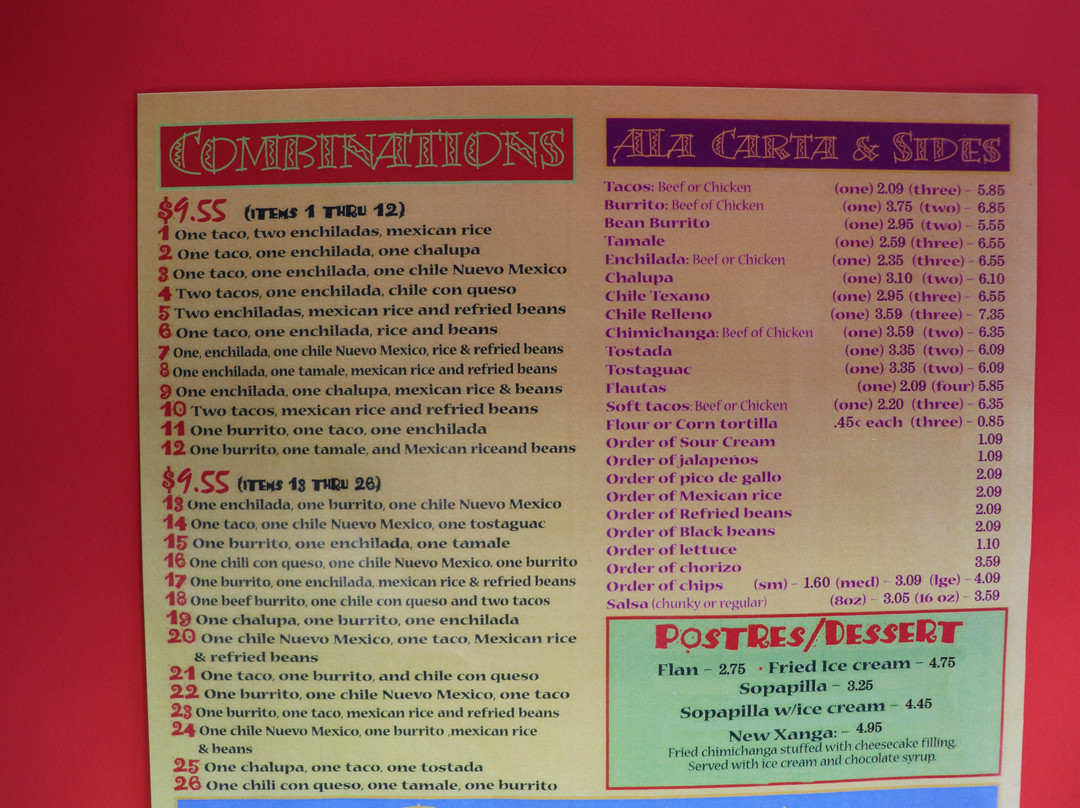 COMBINATIONS
$9.55 (ITEMS 1 THRU 12)
1 One taco, two enchiladas, mexican rice
2 One taco, one enchilada, one chalupa
3 One taco, one enchilada, one chile Nuevo Mexico
4 Two tacos, one enchilada, chile con queso
5 Two enchiladas, mexican rice and refried beans
6 One taco, one enchilada, rice and beans
7 One, enchilada, one chile Nuevo Mexico, rice & refried beans
8 One enchilada, one tamale, mexican rice and refried beans
9 One enchilada, one chalupa, mexican rice & beans
10 Two tacos, mexican rice and refried beans
11 One burrito, one taco, one enchilada
12 One burrito, one tamale, and Mexican riceand beans
$9.55 (ITEMS 13 THRU 26)
13 One enchilada, one burrito, one chile Nuevo Mexico
14 One taco, one chile Nuevo Mexico, one tostaguac
15 One burrito, one enchilada, one tamale
16 One chili con queso, one chile Nuevo Mexico. one burrito
17 One burrito, one enchilada, mexican rice & refried beans
18 One beef burrito, one chile con queso and two tacos
19 One chalupa, one burrito, one enchilada
20 One chile Nuevo Mexico, one taco, Mexican rice
& refried beans
21 One taco, one burrito, and chile con queso
22 One burrito, one chile Nuevo Mexico, one taco
23 One burrito, one taco, mexican rice and refried beans
24 One chile Nuevo Mexico, one burrito ,mexican rice
& beans
25 One chalupa, one taco, one tostada
26 One chili con queso, one tamale, one burrito
Ala Carta & Sides
Tacos: Beef or Chicken (one) 2.09 (three) - 5.85
Burrito: Beef of Chicken (one) 3.75 (two) - 6.85
Bean Burrito (one) 2.95 (two) - 5.55
Tamale (one) 2.59 (three) - 6.55
Enchilada: Beef or Chicken (one) 2.35 (three) - 6.55
Chalupa (one) 3.10 (two) - 6.10
Chile Texano (one) 2.95 (three) - 6.55
Chile Relleno (one) 3.59 (three) - 7.35
Chimichanga: Beef of Chicken (one) 3.59 (two) - 6.35
Tostada (one) 3.35 (two) - 6.09
Tostaguac (one) 3.35 (two) - 6.09
Flautas (one) 2.09 (four) 5.85
Soft tacos: Beef or Chicken (one) 2.20 (three) - 6.35
Flour or Corn tortilla .45¢ each (three) - 0.85
Order of Sour Cream 1.09
Order of jalapeños 1.09
Order of pico de gallo 2.09
Order of Mexican rice 2.09
Order of Refried beans 2.09
Order of Black beans 2.09
Order of lettuce 1.10
Order of chorizo 3.59
Order of chips (sm) - 1.60 (med) - 3.09 (lge) - 4.09
Salsa (chunky or regular) (8oz) - 3.05 (16 oz) - 3.59
POSTRES/DESSERT
Flan - 2.75 • Fried Ice cream - 4.75
Sopapilla - 3.25
Sopapilla w/ice cream - 4.45
New Xanga: - 4.95
Fried chimichanga stuffed with cheesecake filling.
Served with ice cream and chocolate syrup.